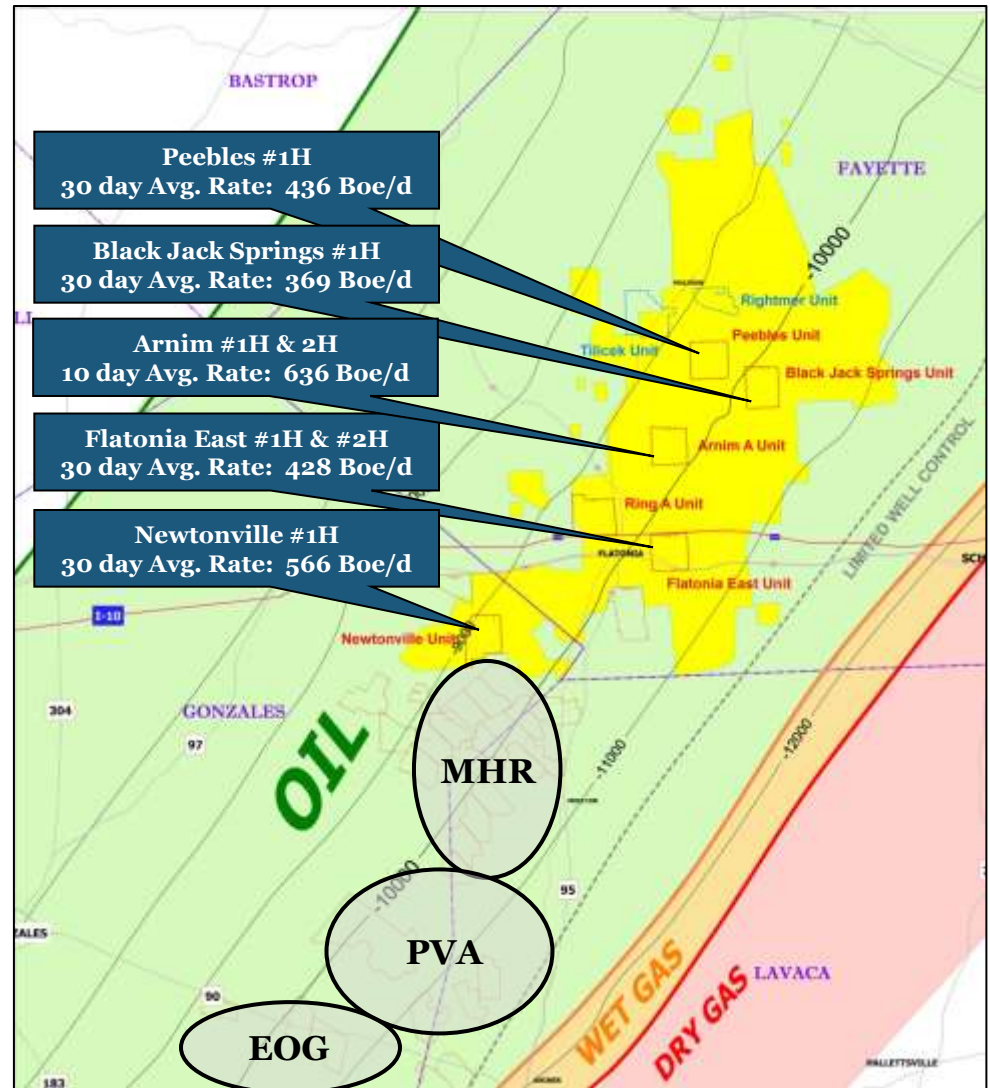 BASTROP
Peebles #1H
30 day Avg. Rate: 436 Boe/d
FAYETTE
Black Jack Springs #1H
30 day Avg. Rate: 369 Boe/d
-10000
Rightmer Unit
Arnim #1H & 2H
10 day Avg. Rate: 636 Boe/d
Peebles Unit
Tilicek Unit
Black Jack Springs Unit
Flatonia East #1H & #2H
30 day Avg. Rate: 428 Boe/d
Arnim A Unit
LIMITED WELL CONTROL
Ring A Unit
Newtonville #1H
30 day Avg. Rate: 566 Boe/d
FLATONIA
SCH
Flatonia East Unit
I-10
Newtonville Unit
-9000
304
GONZALES
97
OIL
-12000
-11000
MHR
-10000
95
ZALES
PVA
WET GAS
DRY GAS
LAVACA
90
EOG
HALLETTSVILLE
183